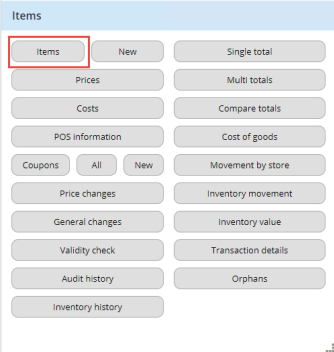 Items
Items New Single total
Prices Multi totals
Costs Compare totals
POS information Cost of goods
Coupons All New Movement by store
Price changes Inventory movement
General changes Inventory value
Validity check Transaction details
Audit history Orphans
Inventory history